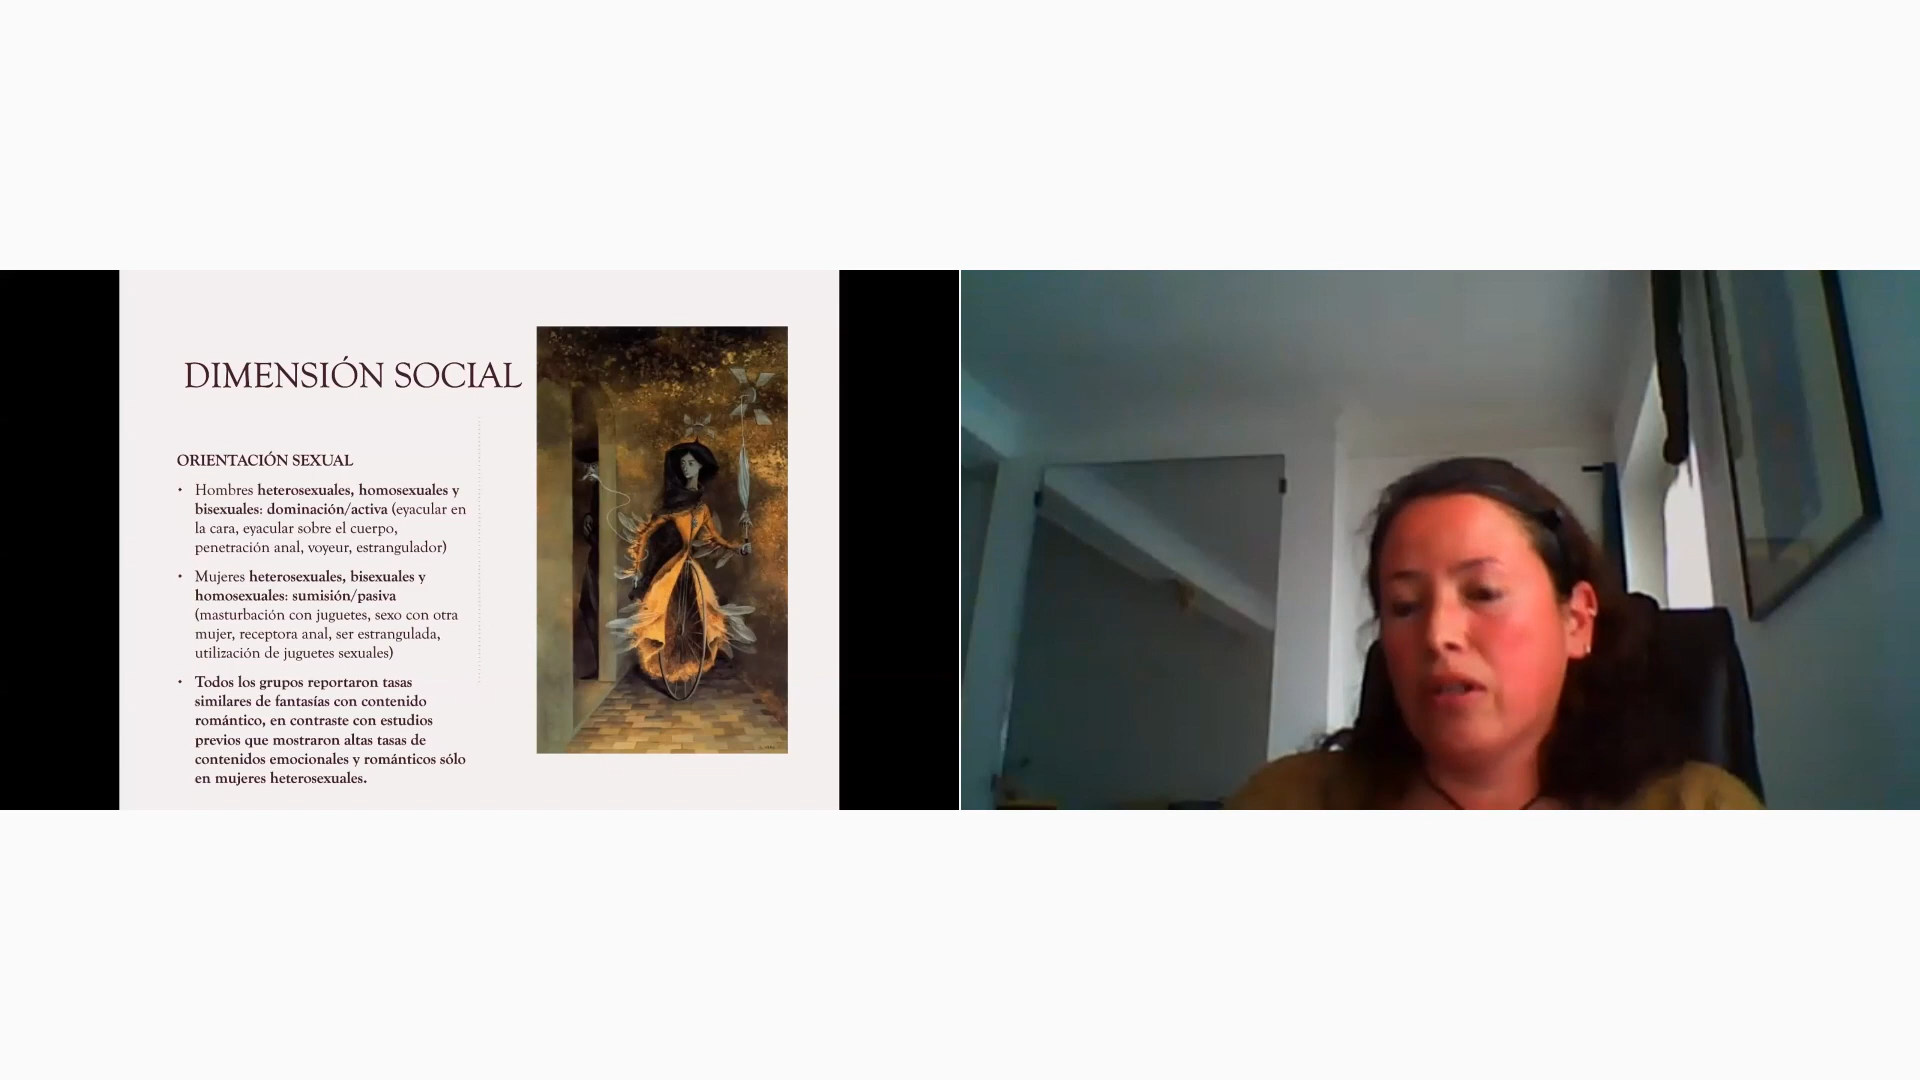 DIMENSIÓN SOCIAL
ORIENTACIÓN SEXUAL
• Hombres heterosexuales, homosexuales y
bisexuales: dominación/activa (eyacular en
la cara, eyacular sobre el cuerpo,
penetración anal, voyeur, estrangulador)
• Mujeres heterosexuales, bisexuales y
homosexuales: sumisión/pasiva
(masturbación con juguetes, sexo con otra
mujer, receptora anal, ser estrangulada,
utilización de juguetes sexuales)
• Todos los grupos reportaron tasas
similares de fantasías con contenido
romántico, en contraste con estudios
previos que mostraron altas tasas de
contenidos emocionales y románticos sólo
en mujeres heterosexuales.